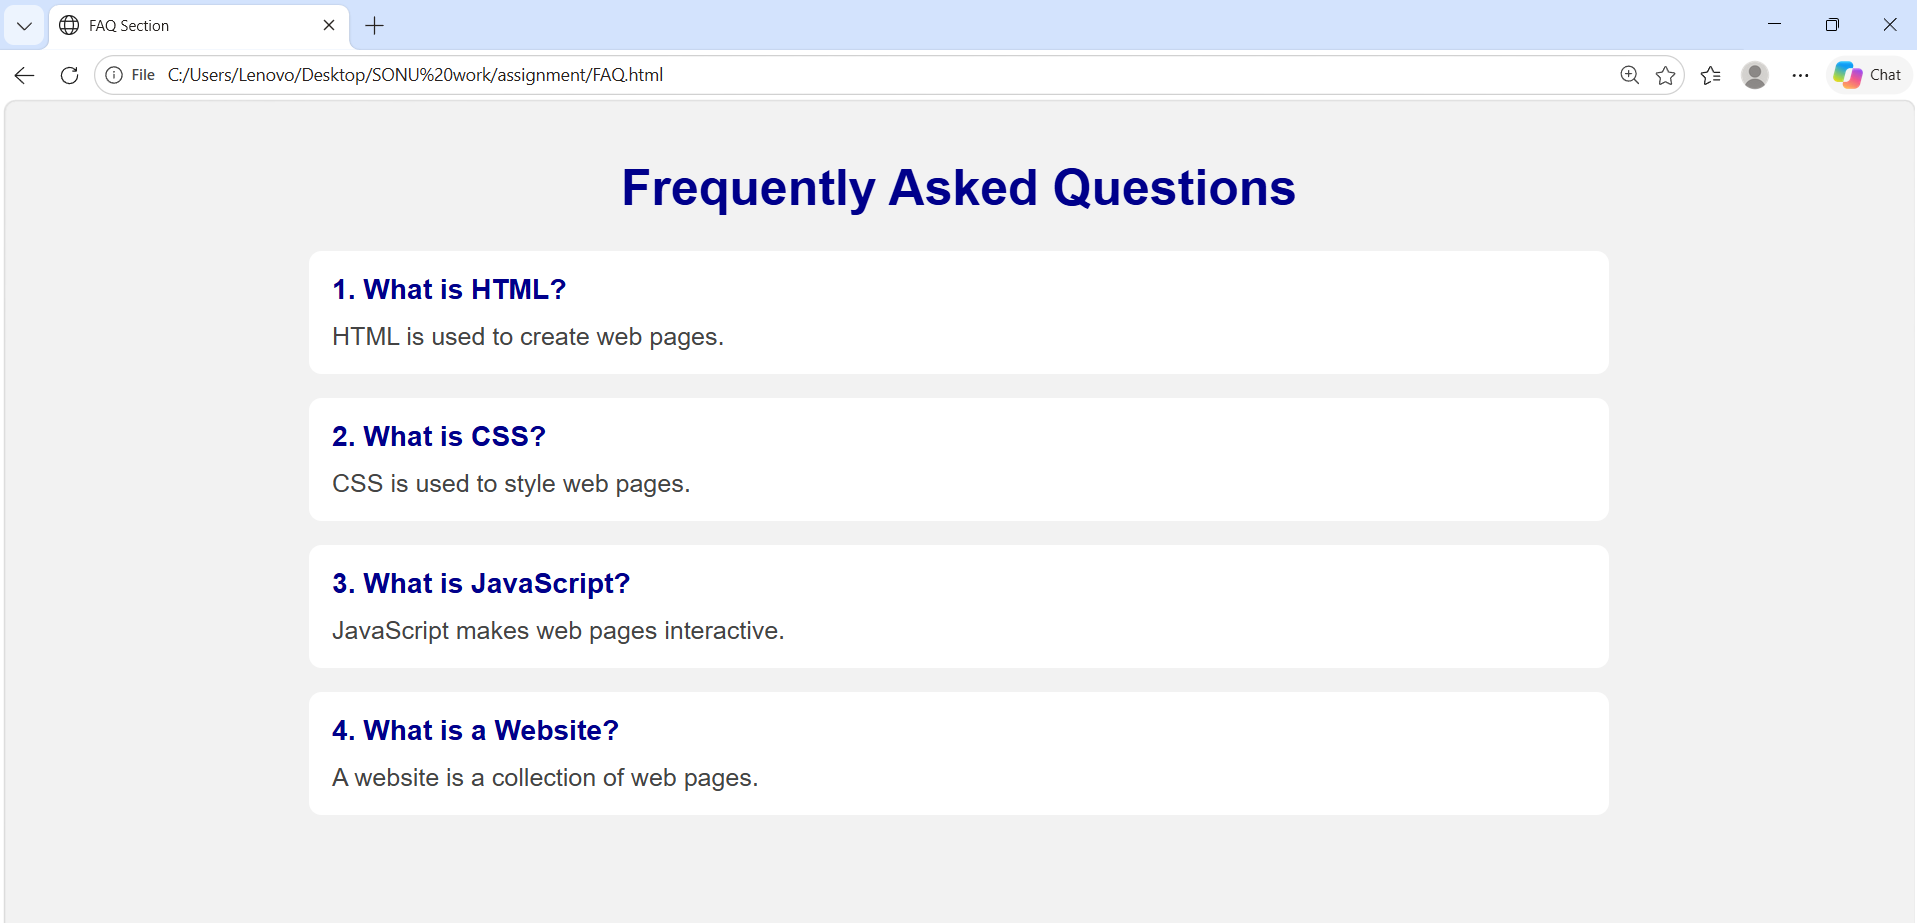 FAQ Section
File C:/Users/Lenovo/Desktop/SONU%20work/assignment/FAQ.html
Chat
Frequently Asked Questions
1. What is HTML?
HTML is used to create web pages.
2. What is CSS?
CSS is used to style web pages.
3. What is JavaScript?
JavaScript makes web pages interactive.
4. What is a Website?
A website is a collection of web pages.